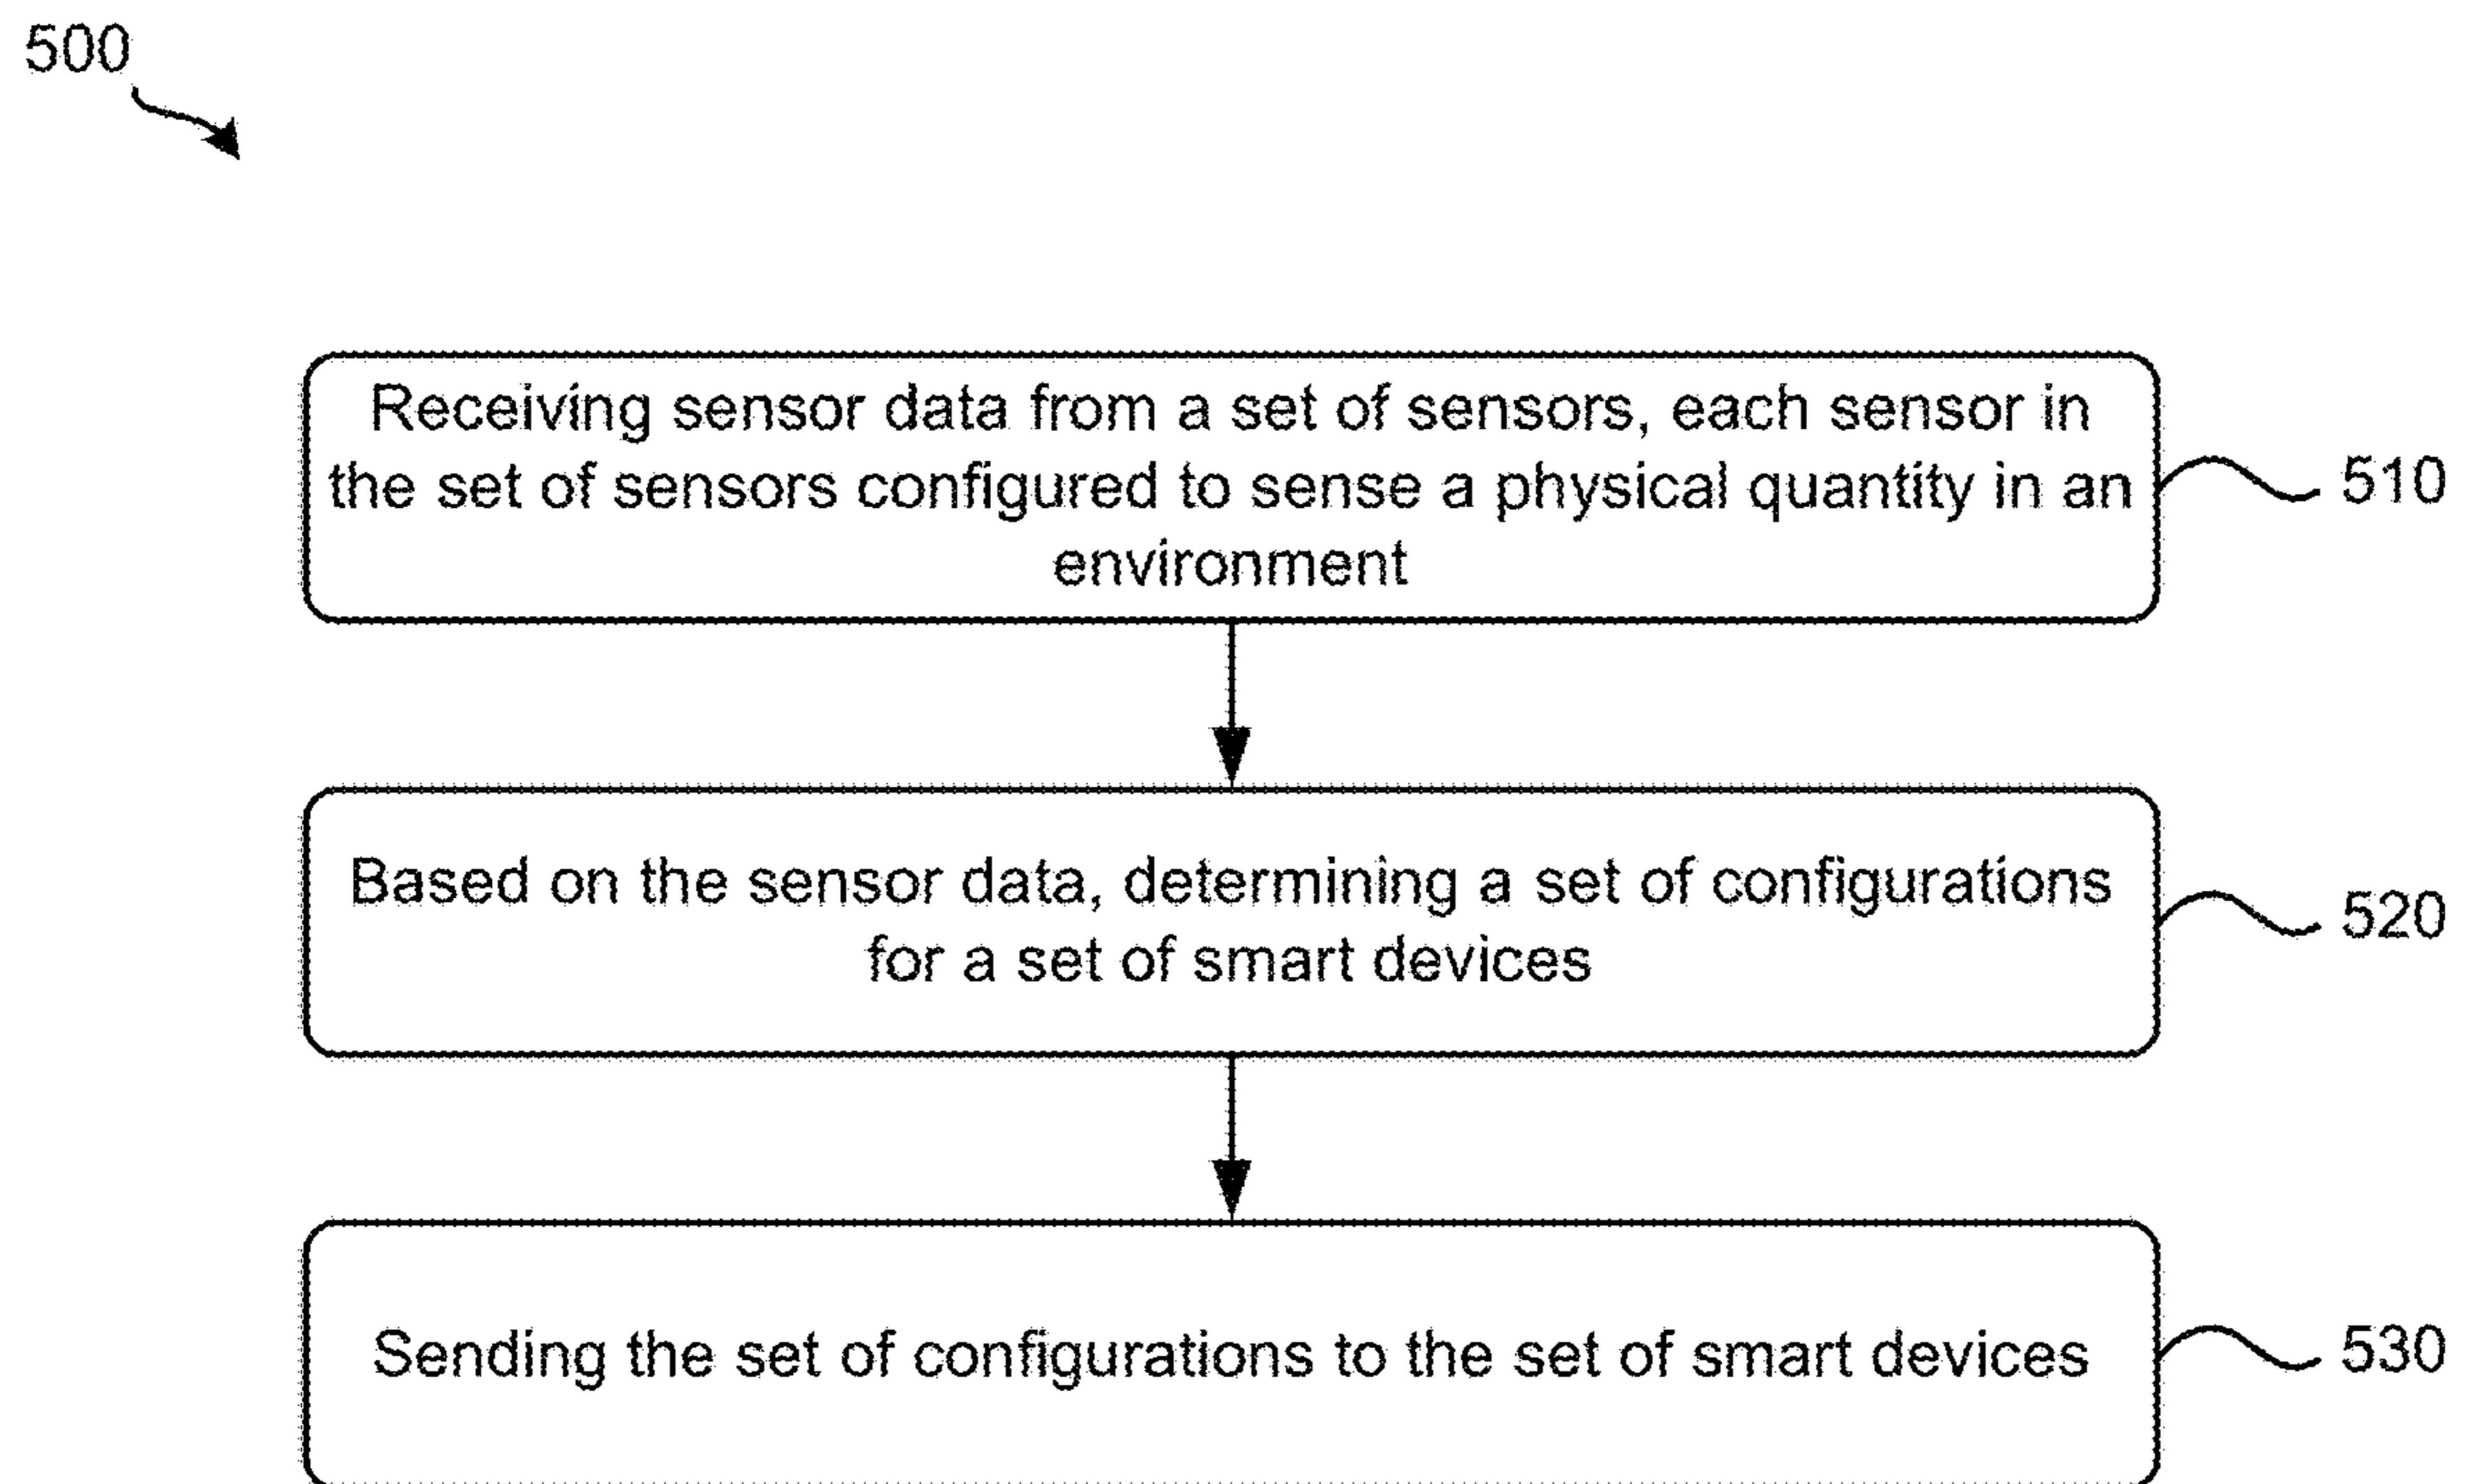 500
Receiving sensor data from a set of sensors, each sensor in
the set of sensors configured to sense a physical quantity in an
environment
510
Based on the sensor data, determining a set of configurations
for a set of smart devices
520
Sending the set of configurations to the set of smart devices
530